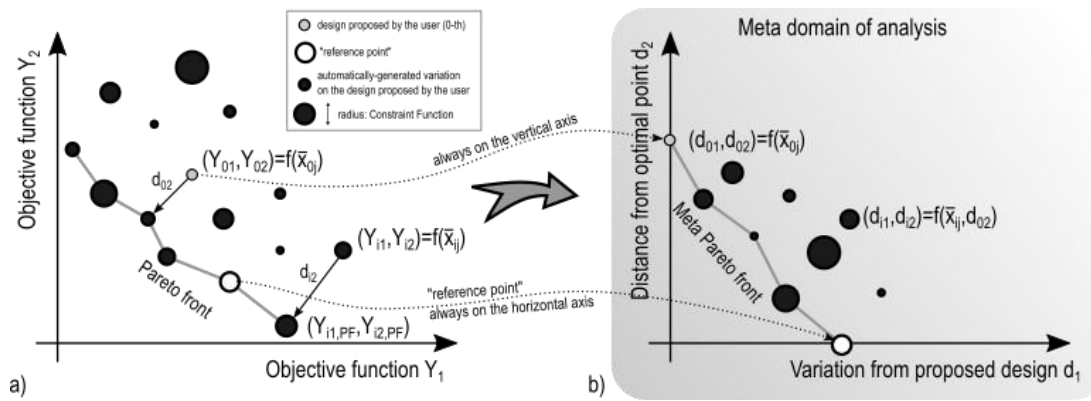 Objective function Y₂
design proposed by the user (0-th)
"reference point"
automatically-generated variation
on the design proposed by the user
radius: Constraint Function
(Y₀₁,Y₀₂)=f(x̄₀ⱼ)
d₀₂
(Yᵢ₁,Yᵢ₂)=f(x̄ᵢⱼ)
dᵢ₂
Pareto front
(Yᵢ₁,PF,Yᵢ₂,PF)
Objective function Y₁
a)
always on the vertical axis
"reference point"
always on the horizontal axis
Meta domain of analysis
Distance from optimal point d₂
(d₀₁,d₀₂)=f(x̄₀ⱼ)
(dᵢ₁,dᵢ₂)=f(x̄ᵢⱼ,d₀₂)
Meta Pareto front
Variation from proposed design d₁
b)